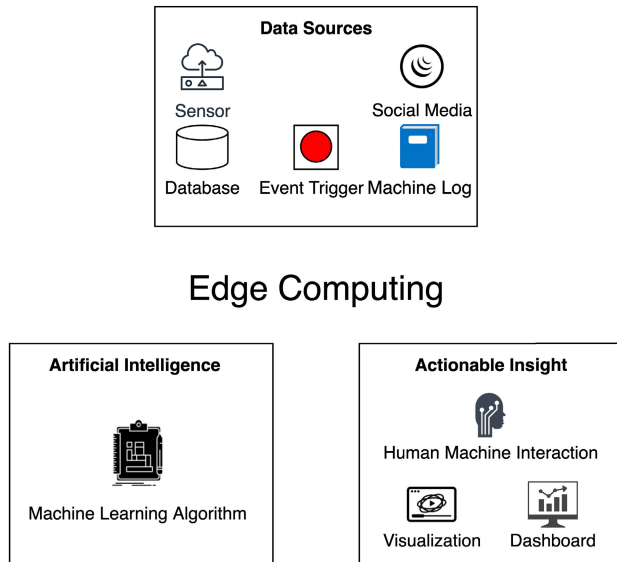 Data Sources
Sensor
Social Media
Database
Event Trigger
Machine Log
Edge Computing
Artificial Intelligence
Machine Learning Algorithm
Actionable Insight
Human Machine Interaction
Visualization
Dashboard